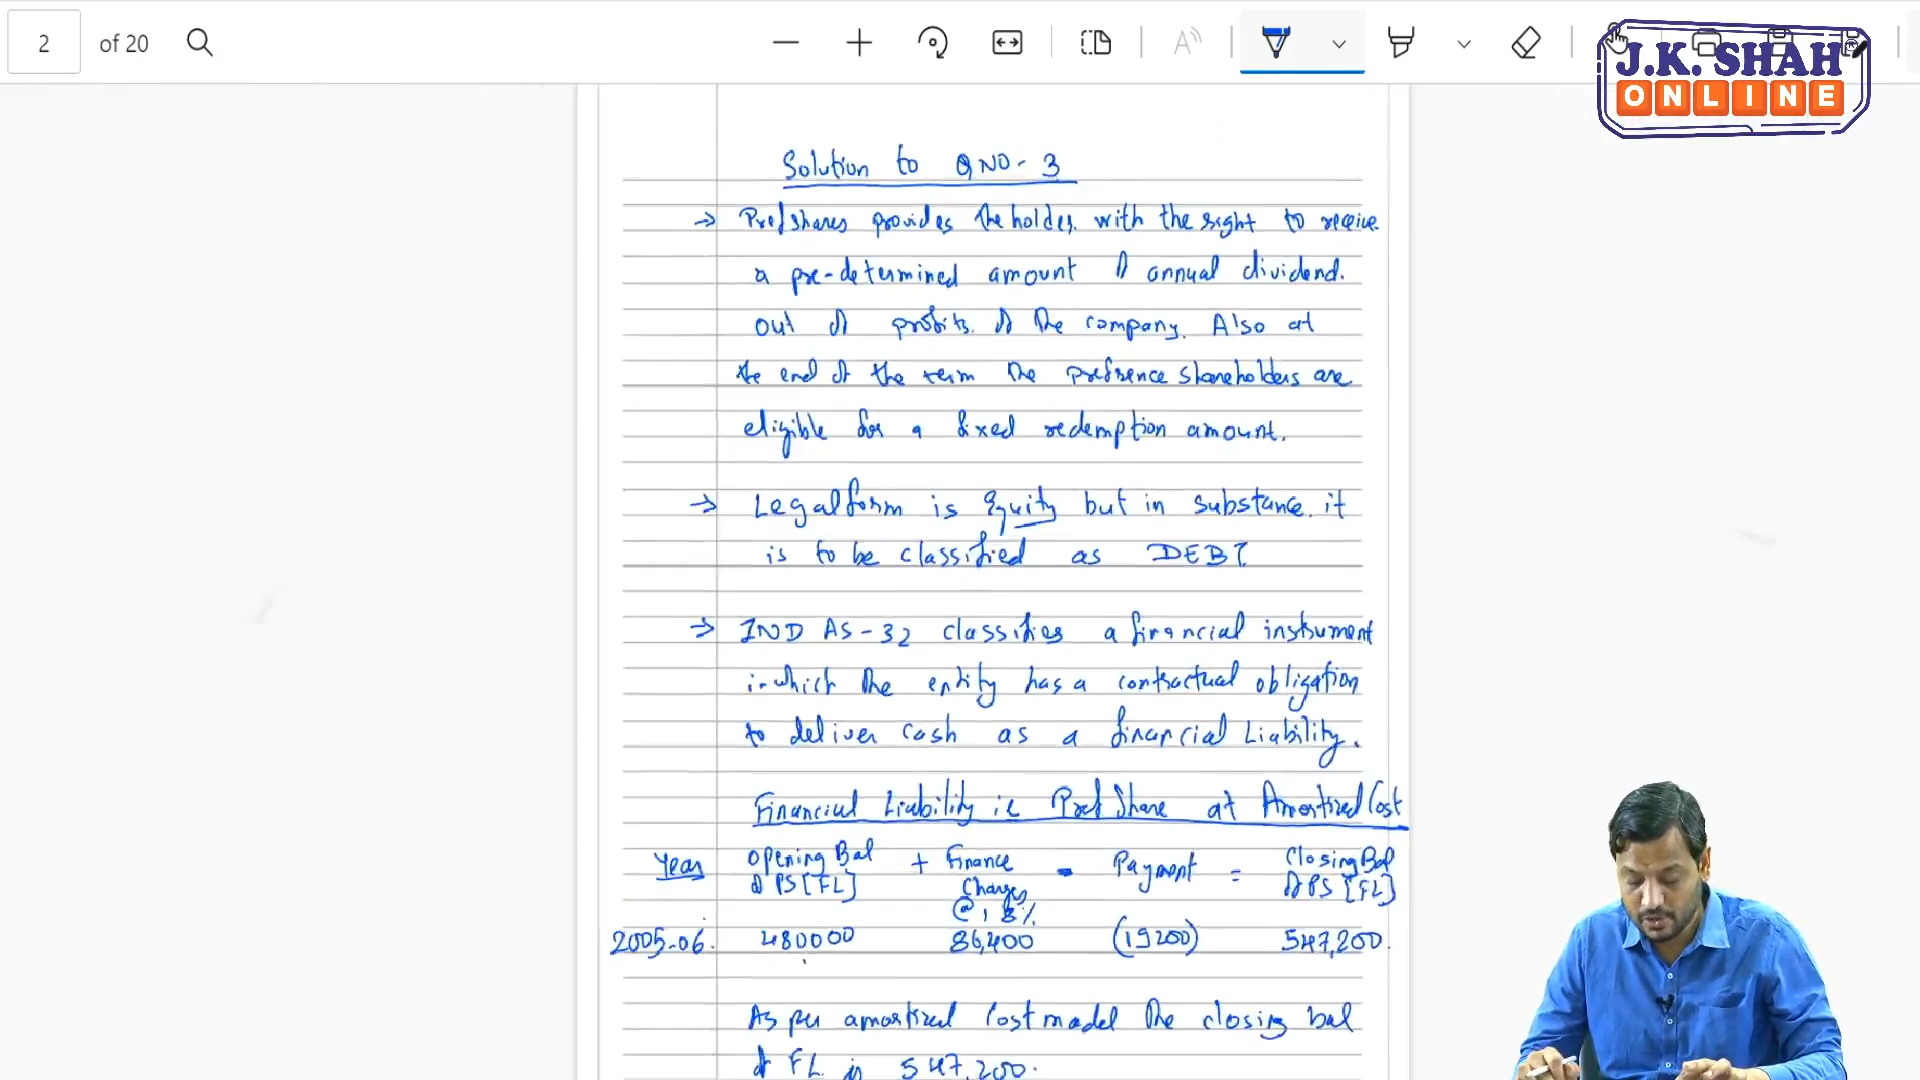 2 of 20
J.K. SHAH
ONLINE
Solution to QNO-3
→ Pref shares provides the holder with the right to receive
a pre-determined amount of annual dividend.
out of profits of the company. Also at
the end of the term the prefrence shareholders are
eligible for a fixed redemption amount.
→ Legal form is Equity but in substance it
is to be classified as DEBT
→ IND AS-32 classifies a financial instrument
in which the entity has a contractual obligation
to deliver cash as a financial Liability.
Financial Liability ie Pref Share at Amortized Cost
Year Opening Bal + Finance - Payment = Closing Bal
of PS [FL] Charges of PS [FL]
@ 18%
2005-06. 480000 86,400 (19200) 547,200.
As per amortized Cost model The closing bal
of FL is 547,200.